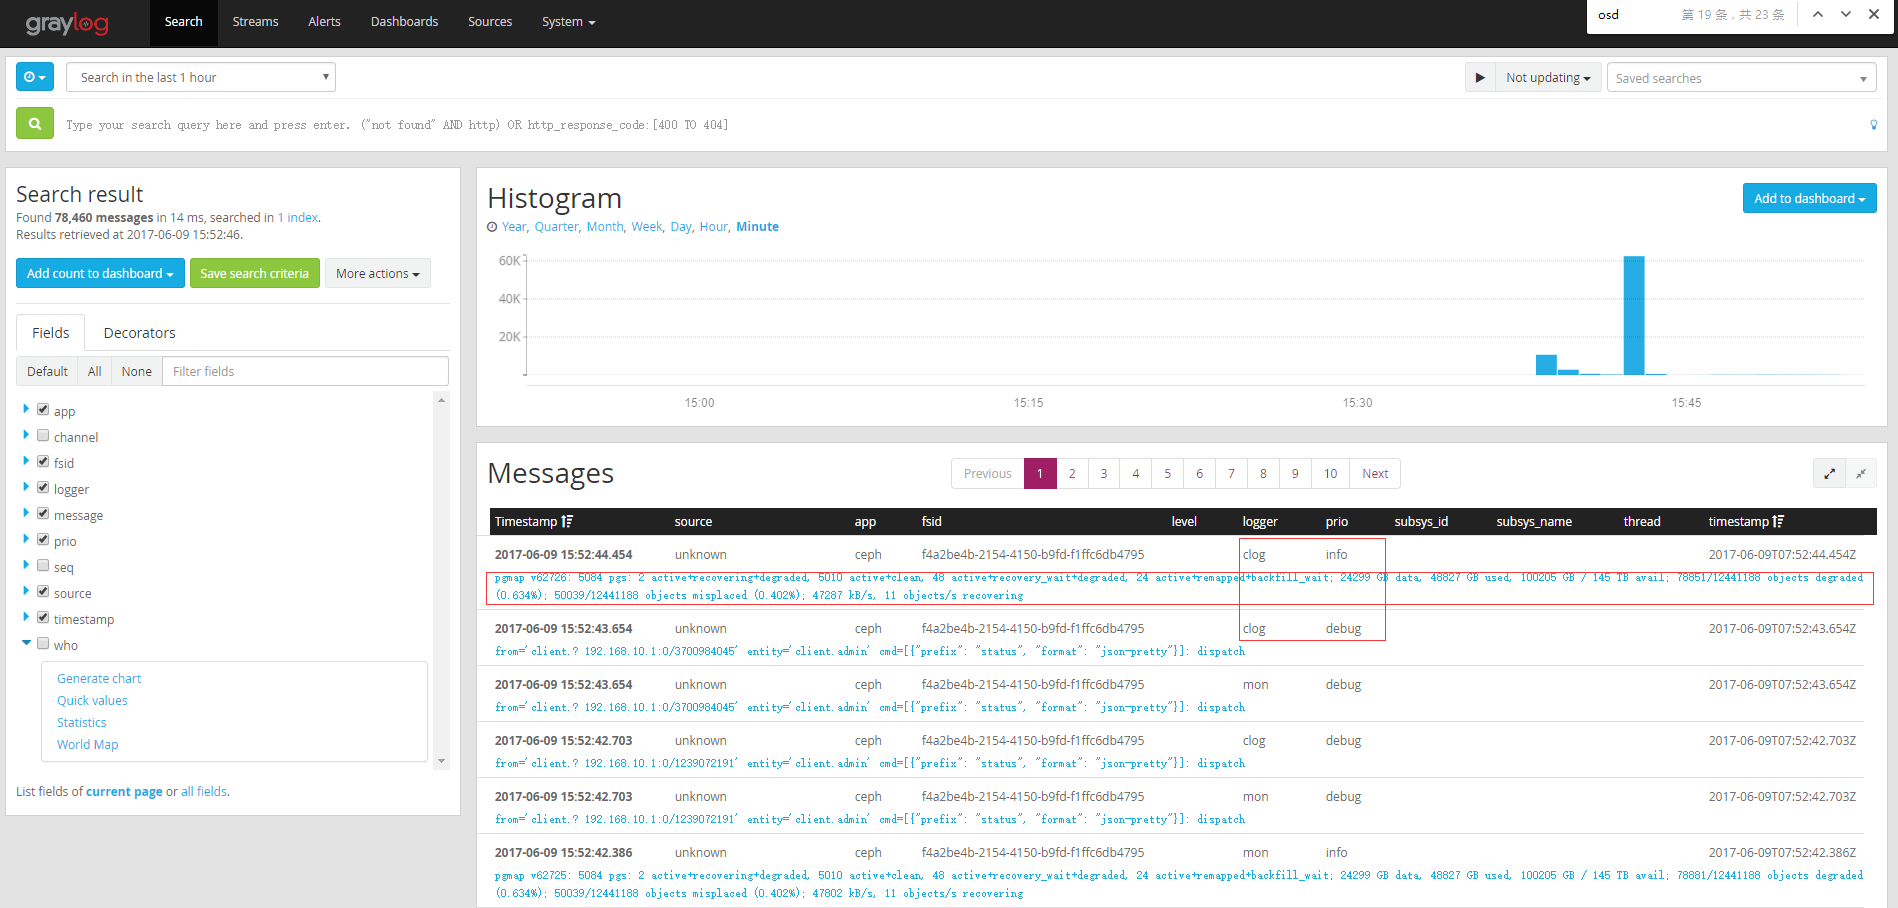 graylog Search Streams Alerts Dashboards Sources System
osd 第 19 条，共 23 条
Search in the last 1 hour Not updating Saved searches
Type your search query here and press enter. ("not found" AND http) OR http_response_code:[400 TO 404]
Search result
Found 78,460 messages in 14 ms, searched in 1 index.
Results retrieved at 2017-06-09 15:52:46.
Add count to dashboard Save search criteria More actions
Fields Decorators
Default All None Filter fields
app
channel
fsid
logger
message
prio
seq
source
timestamp
who
Generate chart
Quick values
Statistics
World Map
List fields of current page or all fields.
Histogram
Add to dashboard
Year, Quarter, Month, Week, Day, Hour, Minute
60K
40K
20K
15:00 15:15 15:30 15:45
Messages
Previous 1 2 3 4 5 6 7 8 9 10 Next
Timestamp source app fsid level logger prio subsys_id subsys_name thread timestamp
2017-06-09 15:52:44.454 unknown ceph f4a2be4b-2154-4150-b9fd-f1ffc6db4795 clog info 2017-06-09T07:52:44.454Z
pgmap v62726: 5084 pgs: 2 active+recovering+degraded, 5010 active+clean, 48 active+recovery_wait+degraded, 24 active+remapped+backfill_wait; 24299 GB data, 48827 GB used, 100205 GB / 145 TB avail; 78851/12441188 objects degraded
(0.634%); 50039/12441188 objects misplaced (0.402%); 47287 kB/s, 11 objects/s recovering
2017-06-09 15:52:43.654 unknown ceph f4a2be4b-2154-4150-b9fd-f1ffc6db4795 clog debug 2017-06-09T07:52:43.654Z
from='client.? 192.168.10.1:0/3700984045' entity='client.admin' cmd=[{"prefix": "status", "format": "json-pretty"}]: dispatch
2017-06-09 15:52:43.654 unknown ceph f4a2be4b-2154-4150-b9fd-f1ffc6db4795 mon debug 2017-06-09T07:52:43.654Z
from='client.? 192.168.10.1:0/3700984045' entity='client.admin' cmd=[{"prefix": "status", "format": "json-pretty"}]: dispatch
2017-06-09 15:52:42.703 unknown ceph f4a2be4b-2154-4150-b9fd-f1ffc6db4795 clog debug 2017-06-09T07:52:42.703Z
from='client.? 192.168.10.1:0/1239072191' entity='client.admin' cmd=[{"prefix": "status", "format": "json-pretty"}]: dispatch
2017-06-09 15:52:42.703 unknown ceph f4a2be4b-2154-4150-b9fd-f1ffc6db4795 mon debug 2017-06-09T07:52:42.703Z
from='client.? 192.168.10.1:0/1239072191' entity='client.admin' cmd=[{"prefix": "status", "format": "json-pretty"}]: dispatch
2017-06-09 15:52:42.386 unknown ceph f4a2be4b-2154-4150-b9fd-f1ffc6db4795 mon info 2017-06-09T07:52:42.386Z
pgmap v62725: 5084 pgs: 2 active+recovering+degraded, 5010 active+clean, 48 active+recovery_wait+degraded, 24 active+remapped+backfill_wait; 24299 GB data, 48827 GB used, 100205 GB / 145 TB avail; 78881/12441188 objects degraded
(0.634%); 50039/12441188 objects misplaced (0.402%); 47802 kB/s, 11 objects/s recovering